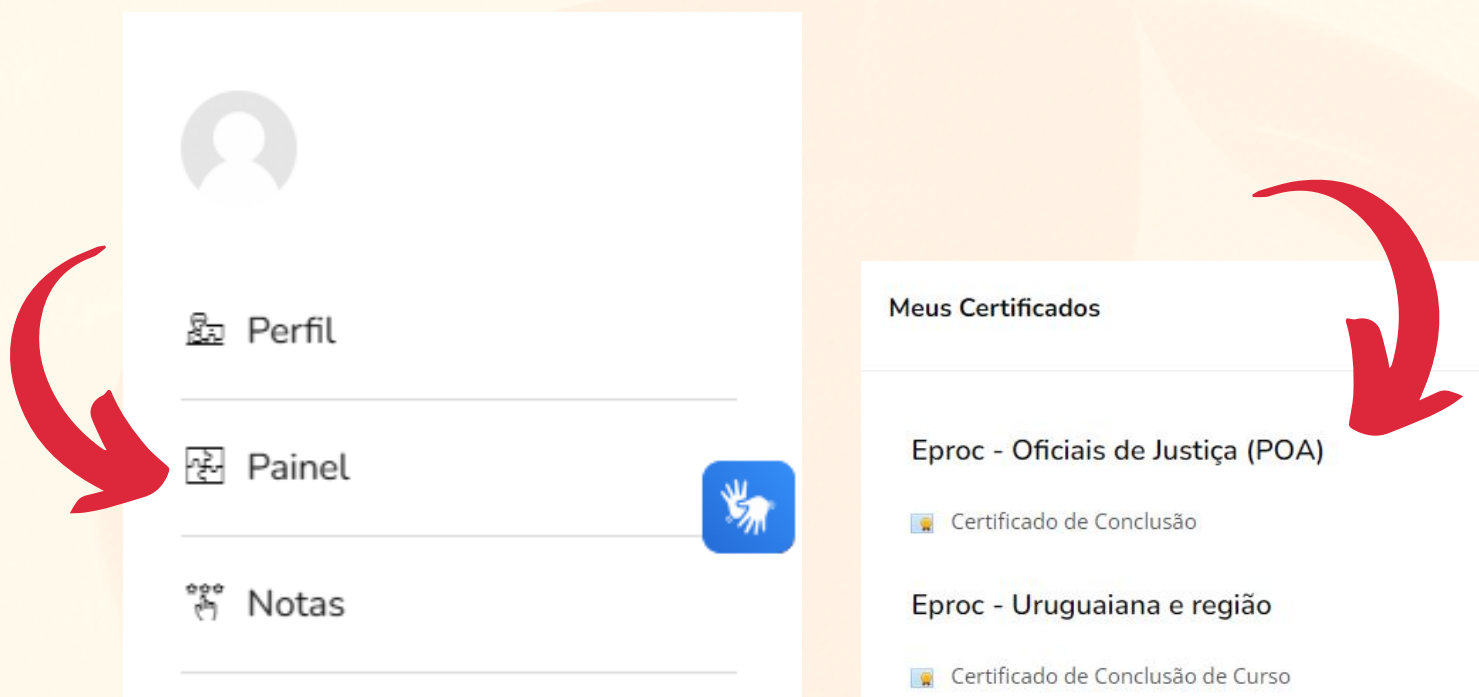 Perfil
Painel
Notas
Meus Certificados
Eproc - Oficiais de Justiça (POA)
Certificado de Conclusão
Eproc - Uruguaiana e região
Certificado de Conclusão de Curso